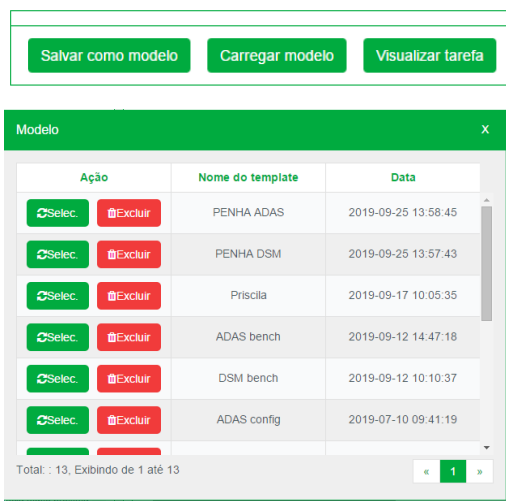 Salvar como modelo Carregar modelo Visualizar tarefa
Modelo x
Ação Nome do template Data
Selec. Excluir PENHA ADAS 2019-09-25 13:58:45
Selec. Excluir PENHA DSM 2019-09-25 13:57:43
Selec. Excluir Priscila 2019-09-17 10:05:35
Selec. Excluir ADAS bench 2019-09-12 14:47:18
Selec. Excluir DSM bench 2019-09-12 10:10:37
Selec. Excluir ADAS config 2019-07-10 09:41:19
Total: : 13, Exibindo de 1 até 13 « 1 »